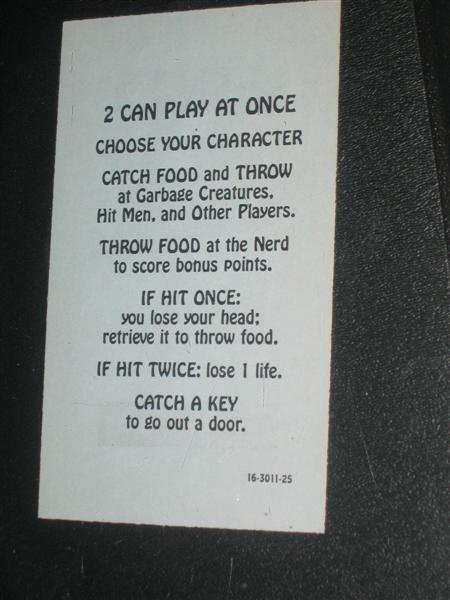 2 CAN PLAY AT ONCE
CHOOSE YOUR CHARACTER
CATCH FOOD and THROW
at Garbage Creatures,
Hit Men, and Other Players.
THROW FOOD at the Nerd
to score bonus points.
IF HIT ONCE:
you lose your head;
retrieve it to throw food.
IF HIT TWICE: lose 1 life.
CATCH A KEY
to go out a door.
16-3011-25